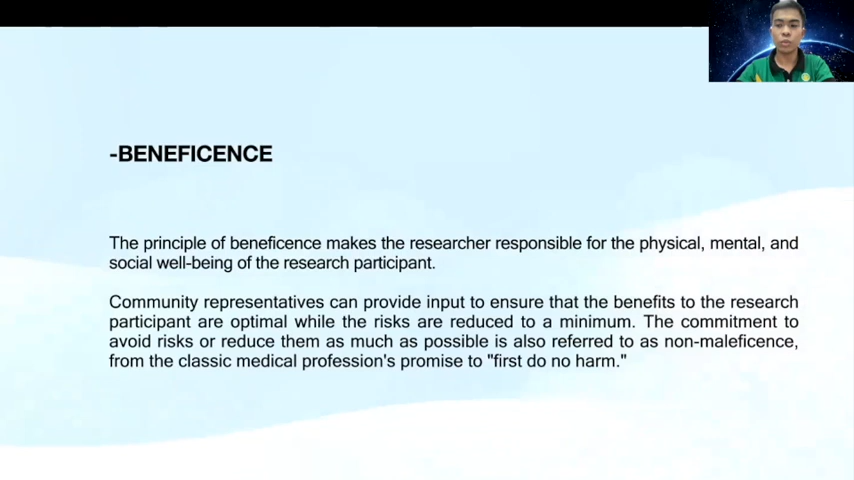 -BENEFICENCE
The principle of beneficence makes the researcher responsible for the physical, mental, and
social well-being of the research participant.
Community representatives can provide input to ensure that the benefits to the research
participant are optimal while the risks are reduced to a minimum. The commitment to
avoid risks or reduce them as much as possible is also referred to as non-maleficence,
from the classic medical profession's promise to "first do no harm."